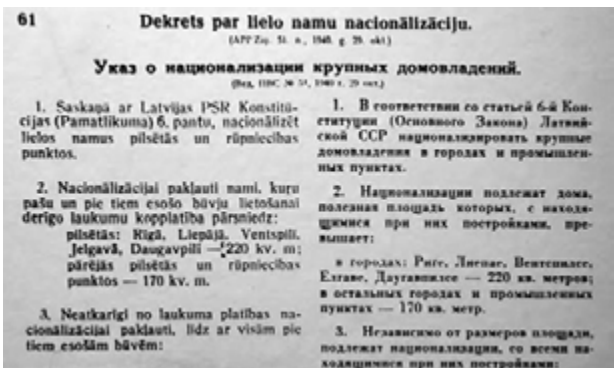 61
Dekrets par lielo namu nacionālizāciju.
(APP Ziņ. 51. n., 1940. g. 29. okt.)
Указ о национализации крупных домовладений.
(Вед. ПВС № 51, 1940 г. 29 окт.)
1. Saskaņā ar Latvijas PSR Konstitū-
cijas (Pamatlikuma) 6. pantu, nacionālizēt
lielos namus pilsētās un rūpniecības
punktos.
2. Nacionālizācijai pakļauti nami, kuru
pašu un pie tiem esošo būvju lietošanai
derīgo laukumu kopplatība pārsniedz:
pilsētās: Rīgā, Liepājā, Ventspilī,
Jelgavā, Daugavpilī — 220 kv. m;
pārējās pilsētās un rūpniecības
punktos — 170 kv. m.
3. Neatkarīgi no laukuma platības na-
cionālizācijai pakļauti, līdz ar visām pie
tiem esošām būvēm:
1. В соответствии со статьей 6-й Кон-
ституции (Основного Закона) Латвий-
ской ССР национализировать крупные
домовладения в городах и промышлен-
ных пунктах.
2. Национализации подлежат дома,
полезная площадь которых, с находя-
щимися при них постройками, пре-
вышает:
в городах: Риге, Лиепае, Вентспилсе,
Елгаве, Даугавпилсе — 220 кв. метров;
в остальных городах и промышленных
пунктах — 170 кв. метр.
3. Независимо от размеров площади,
подлежат национализации, со всеми на-
ходящимися при них постройками: